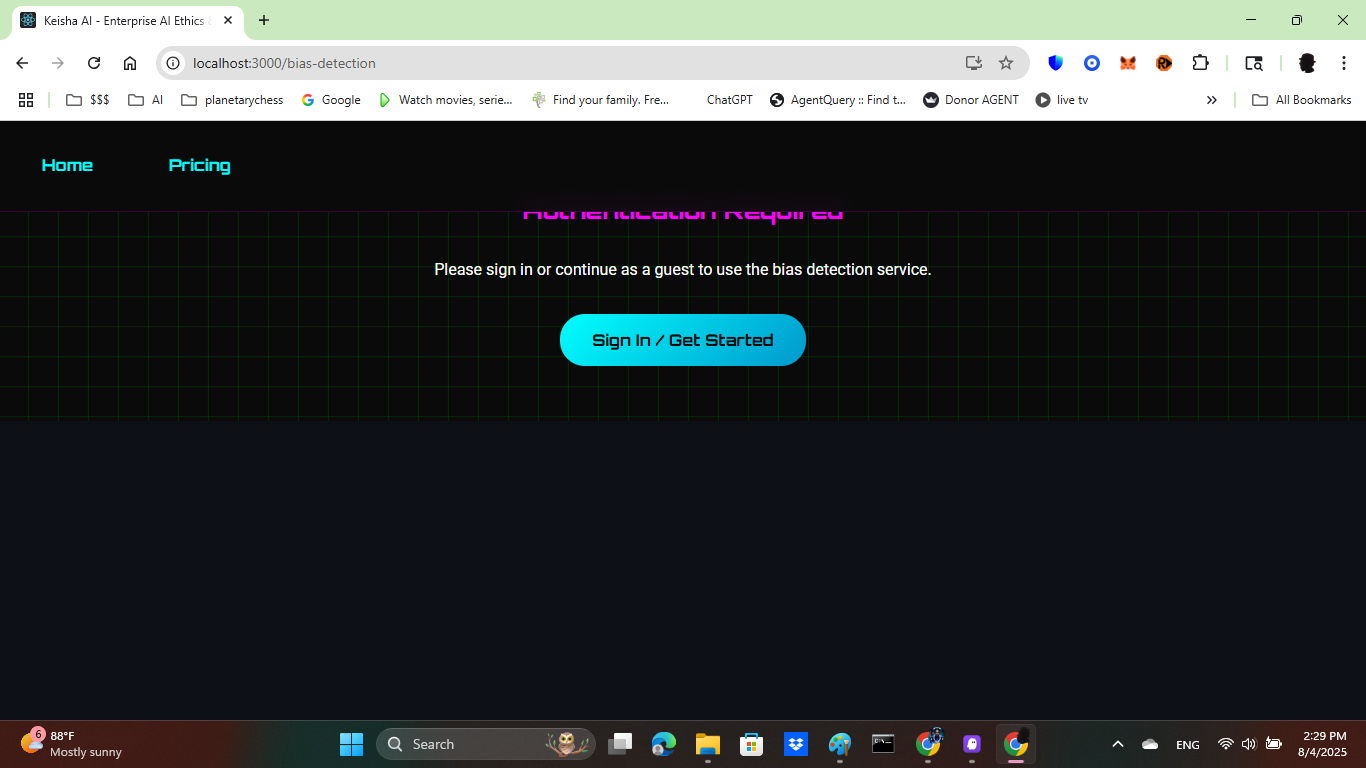 Keisha AI - Enterprise AI Ethics
localhost:3000/bias-detection
$$$ AI planetarychess Google Watch movies, serie... Find your family. Fre... ChatGPT AgentQuery :: Find t... Donor AGENT live tv » All Bookmarks
Home Pricing
Authentication Required
Please sign in or continue as a guest to use the bias detection service.
Sign In / Get Started
6
88°F
Mostly sunny
Search
ENG
2:29 PM
8/4/2025